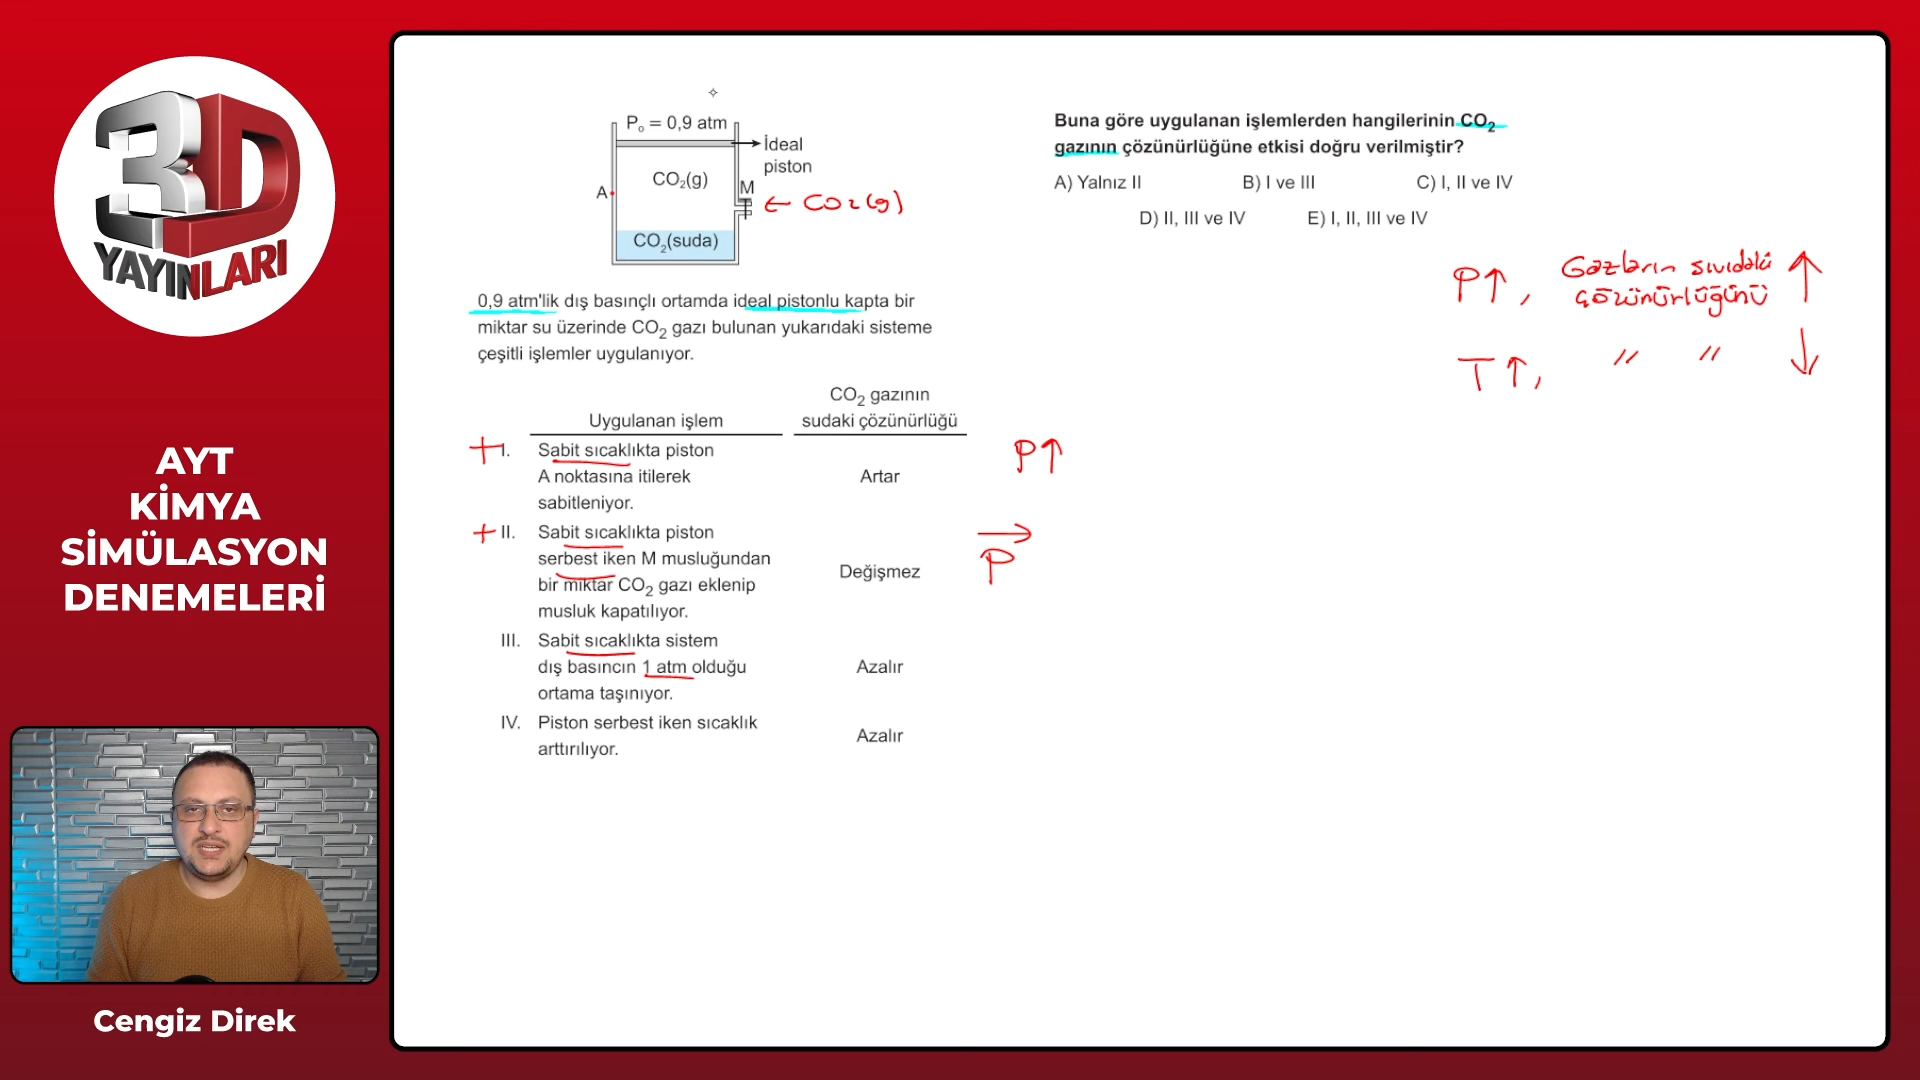 3D
YAYINLARI
AYT
KİMYA
SİMÜLASYON
DENEMELERİ
Cengiz Direk
P₀ = 0,9 atm
İdeal
piston
CO₂(g)
A
M
← CO₂(g)
CO₂(suda)
0,9 atm'lik dış basınçlı ortamda ideal pistonlu kapta bir
miktar su üzerinde CO₂ gazı bulunan yukarıdaki sisteme
çeşitli işlemler uygulanıyor.
CO₂ gazının
Uygulanan işlem sudaki çözünürlüğü
+ I. Sabit sıcaklıkta piston
A noktasına itilerek Artar
sabitleniyor.
P↑
+ II. Sabit sıcaklıkta piston
serbest iken M musluğundan
Değişmez
bir miktar CO₂ gazı eklenip
musluk kapatılıyor.
→
P
III. Sabit sıcaklıkta sistem
dış basıncın 1 atm olduğu Azalır
ortama taşınıyor.
IV. Piston serbest iken sıcaklık
Azalır
arttırılıyor.
Buna göre uygulanan işlemlerden hangilerinin CO₂
gazının çözünürlüğüne etkisi doğru verilmiştir?
A) Yalnız II B) I ve III C) I, II ve IV
D) II, III ve IV E) I, II, III ve IV
P↑, Gazların sıvıdaki ↑
çözünürlüğünü
T↑, " " ↓